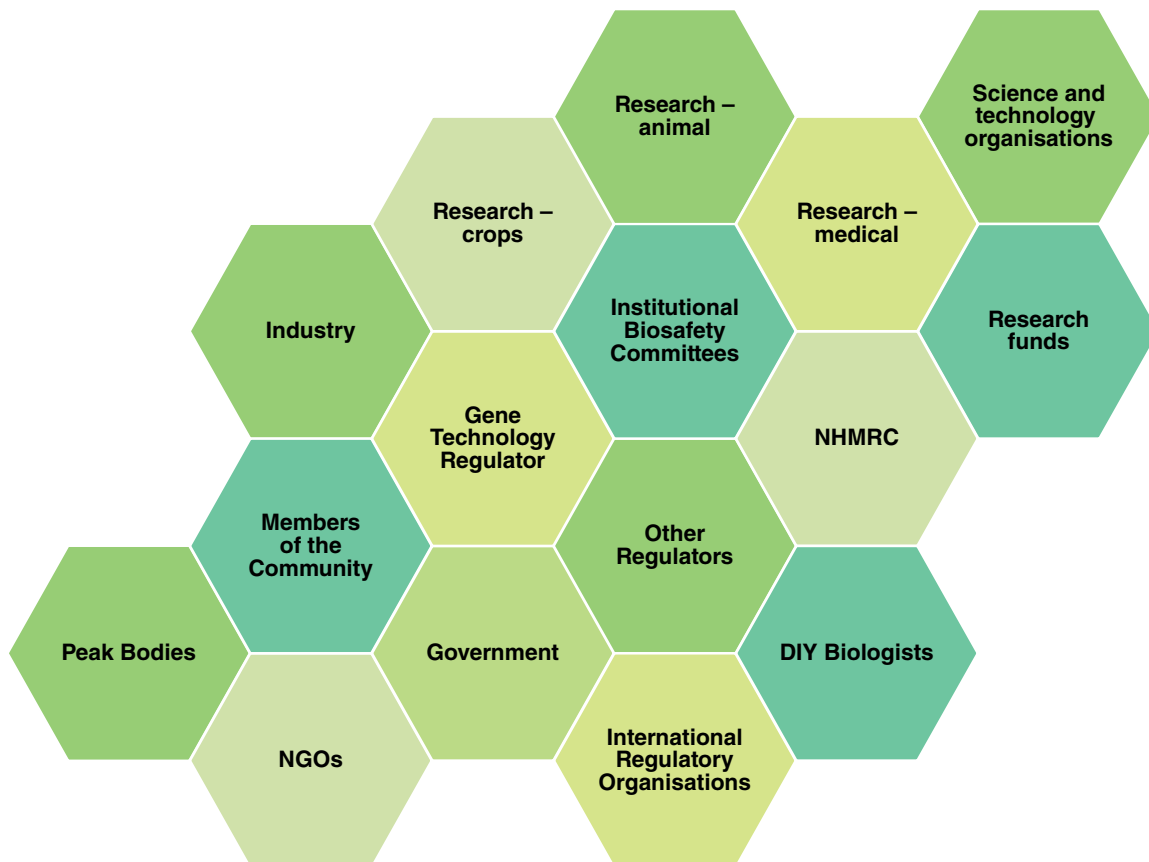 Research –
animal
Science and
technology
organisations
Research –
crops
Research –
medical
Industry
Institutional
Biosafety
Committees
Research
funds
Gene
Technology
Regulator
NHMRC
Members
of the
Community
Other
Regulators
Peak Bodies
Government
DIY Biologists
NGOs
International
Regulatory
Organisations